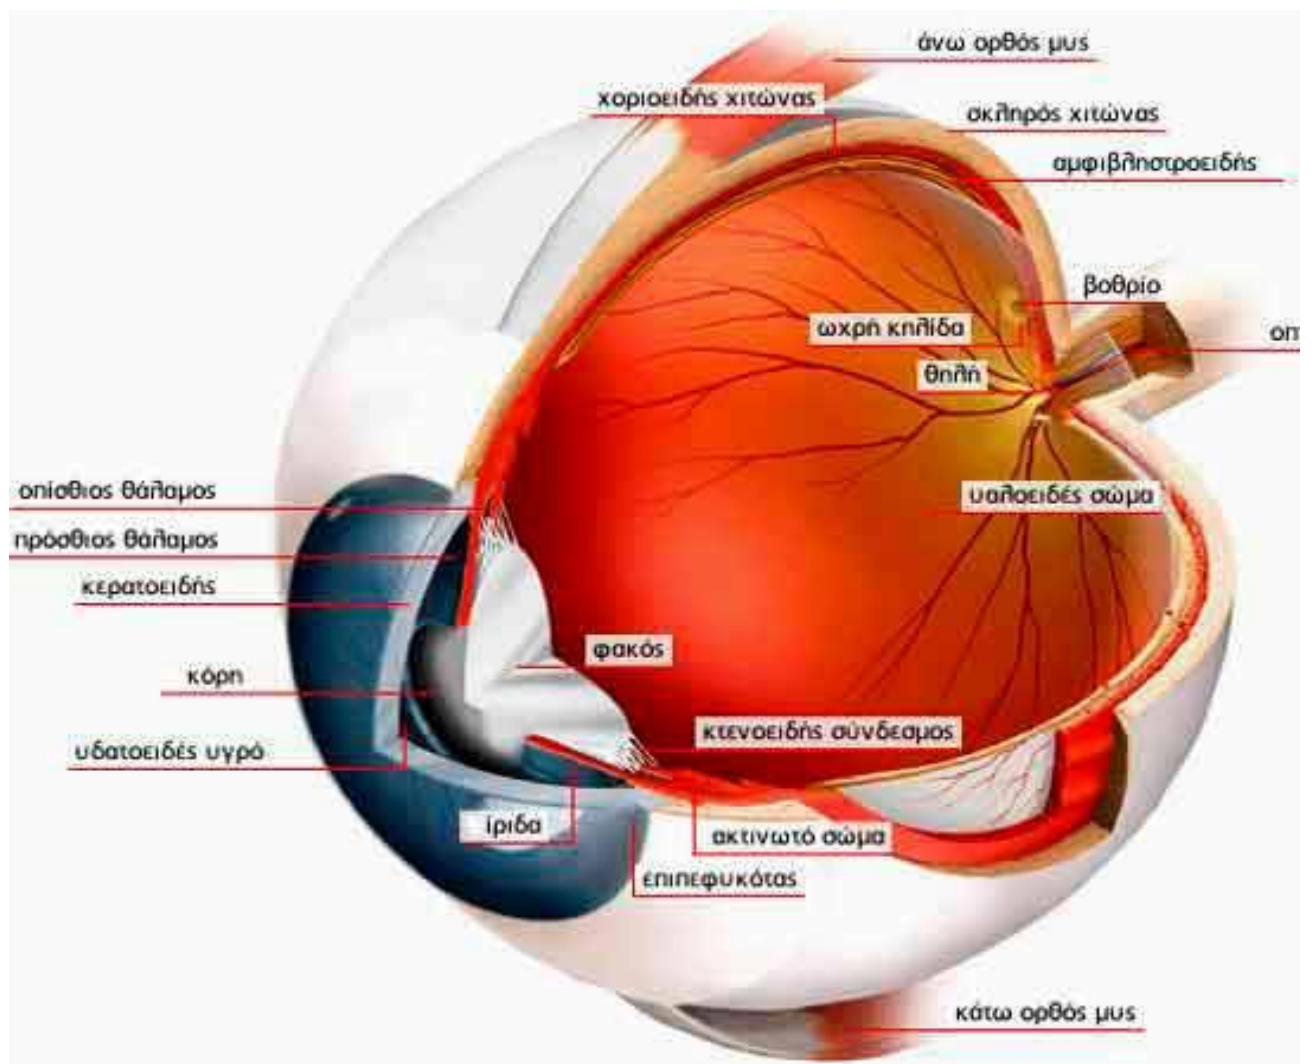 άνω ορθός μυς
χοριοειδής χιτώνας
σκληρός χιτώνας
αμφιβληστροειδής
βοθρίο
ωχρή κηλίδα
θηλή
οπίσθιος θάλαμος
υαλοειδές σώμα
πρόσθιος θάλαμος
κερατοειδής
φακός
κόρη
κτενοειδής σύνδεσμος
υδατοειδές υγρό
ίριδα
ακτινωτό σώμα
επιπεφυκότας
κάτω ορθός μυς